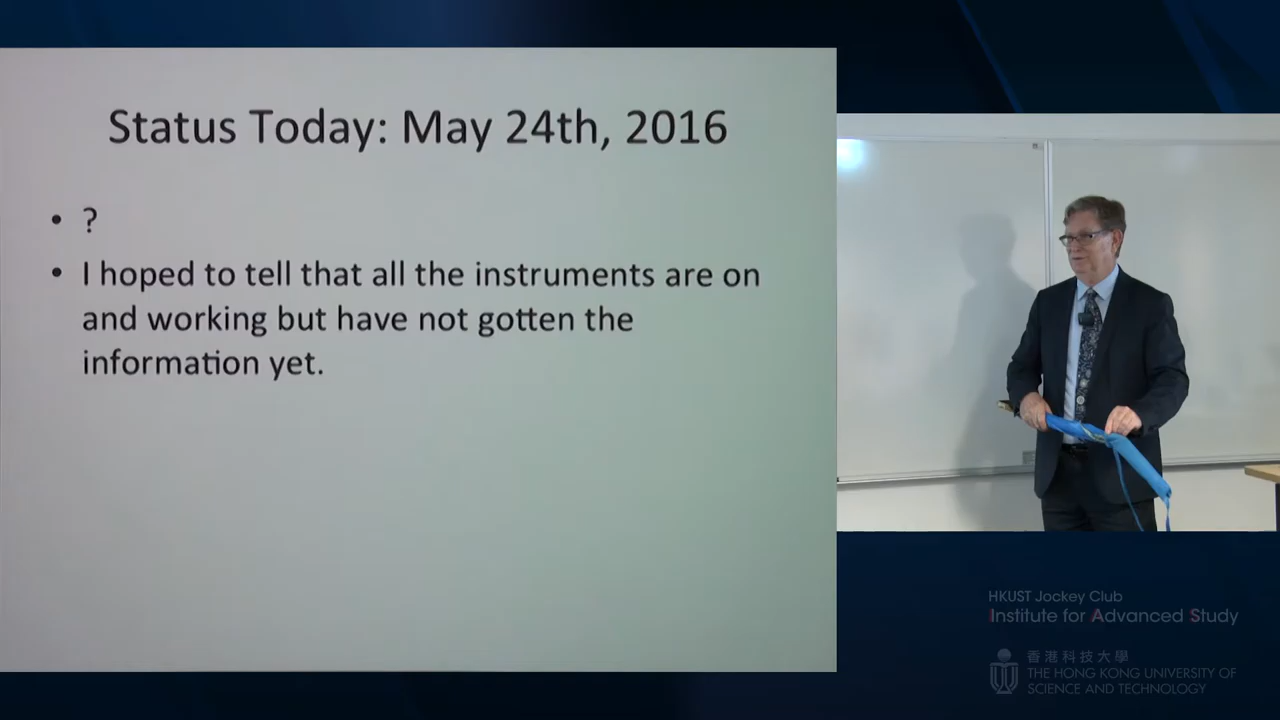 Status Today: May 24th, 2016
• ?
• I hoped to tell that all the instruments are on
and working but have not gotten the
information yet.
HKUST Jockey Club
Institute for Advanced Study
香港科技大學
THE HONG KONG UNIVERSITY OF
SCIENCE AND TECHNOLOGY